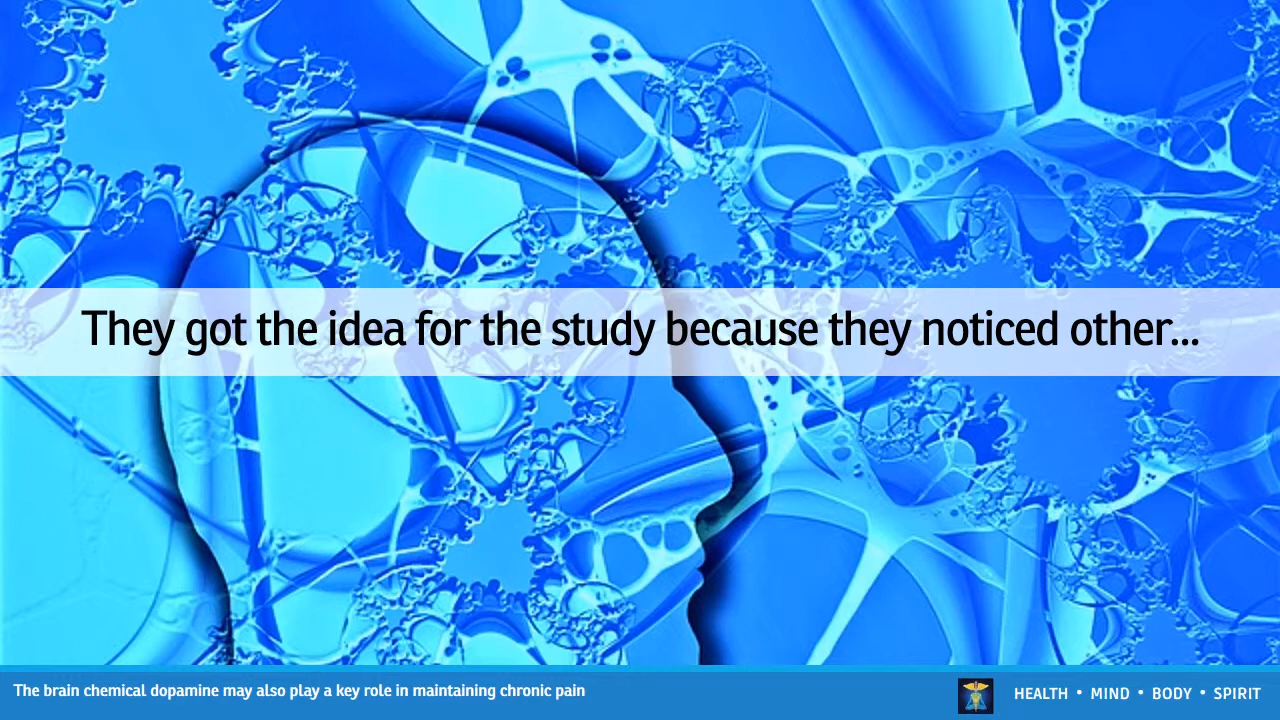 They got the idea for the study because they noticed other...
The brain chemical dopamine may also play a key role in maintaining chronic pain
HEALTH • MIND • BODY • SPIRIT